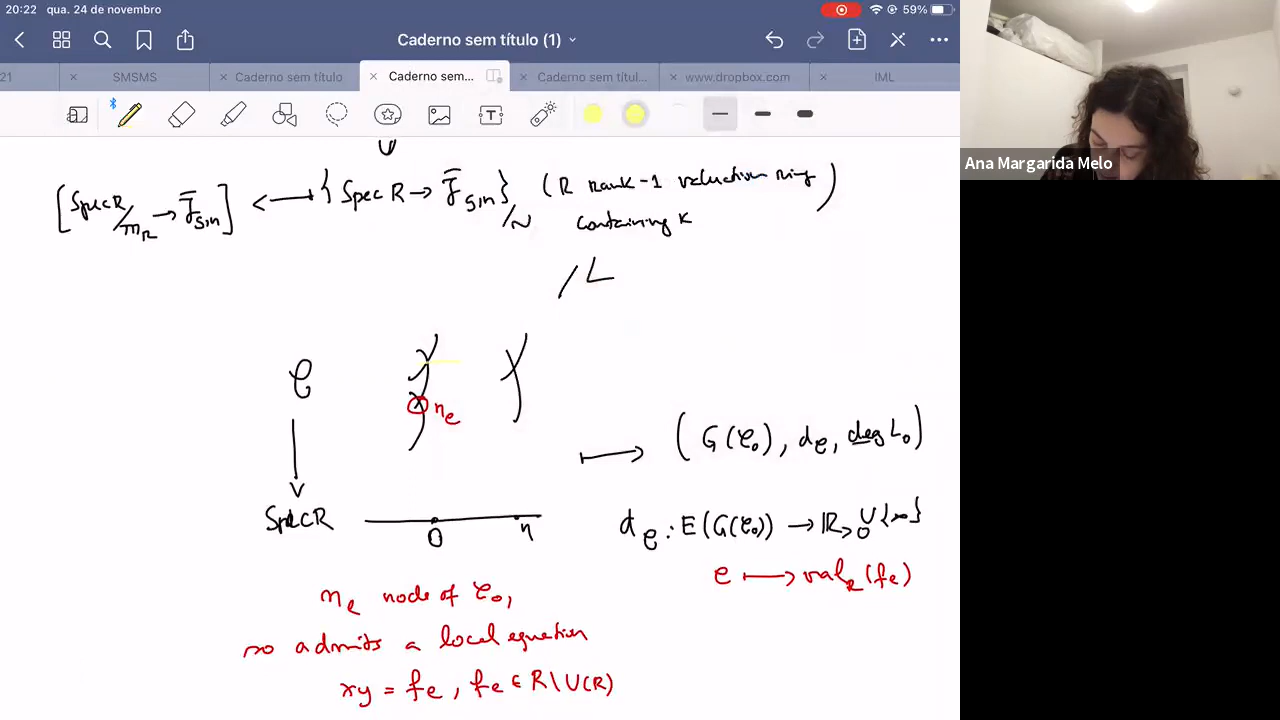 20:22 qua. 24 de novembro
59%
Caderno sem título (1)
21
SMSMS
Caderno sem título
Caderno sem...
Caderno sem títul...
www.dropbox.com
IML
Ana Margarida Melo
[Spec R/m_R → J̄_{g,n}] ←→ {Spec R → J̄_{g,n}}/~ (R rank-1 valuation ring containing K)
/L
𝒞
n_e
Spec R
0
η
⟼ (G(𝒞_0), d_𝒞, deg L_0)
d_𝒞 : E(G(𝒞_0)) → ℝ_{>0} ∪ {∞}
e ⟼ val_R(f_e)
n_e node of 𝒞_0,
so admits a local equation
xy = f_e, f_e ∈ R\U(R)